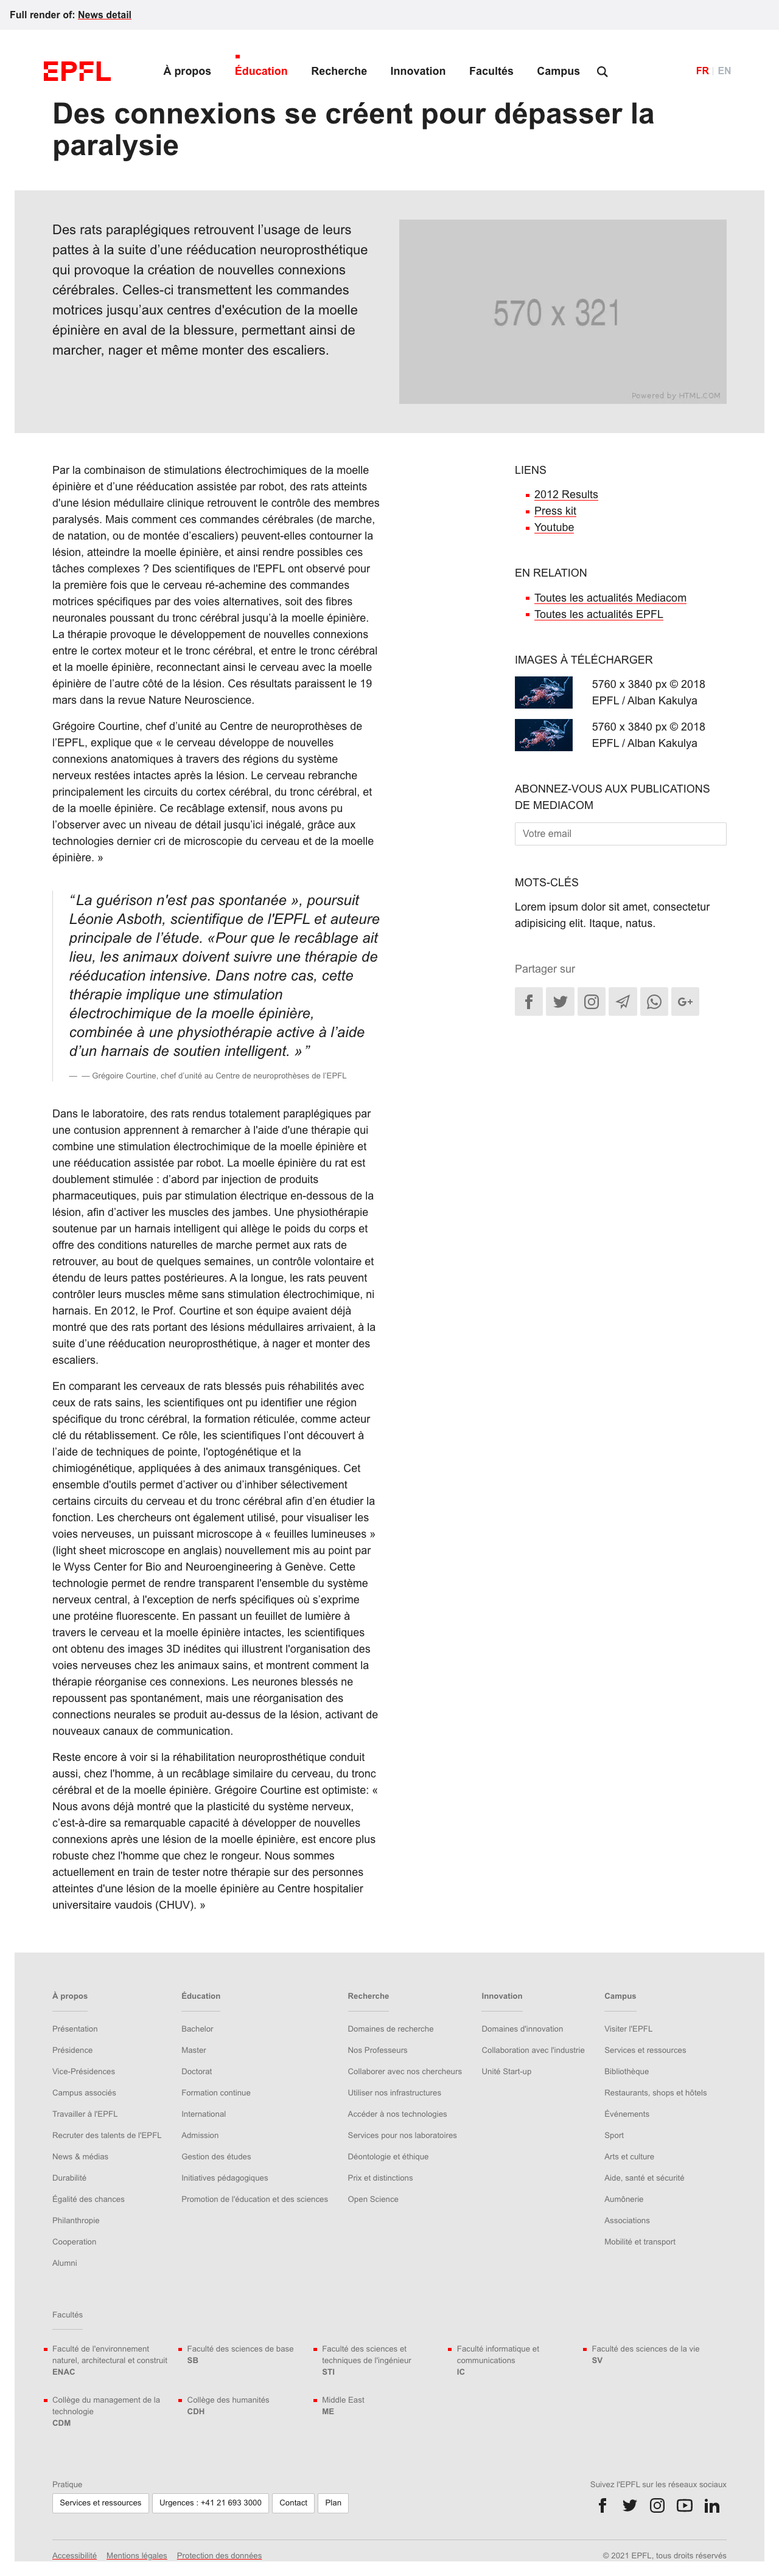 Full render of: News detail
EPFL
À propos Éducation Recherche Innovation Facultés Campus
FR EN
Des connexions se créent pour dépasser la
paralysie
Des rats paraplégiques retrouvent l’usage de leurs
pattes à la suite d’une rééducation neuroprosthétique
qui provoque la création de nouvelles connexions
cérébrales. Celles-ci transmettent les commandes
motrices jusqu’aux centres d'exécution de la moelle
épinière en aval de la blessure, permettant ainsi de
marcher, nager et même monter des escaliers.
570 x 321
Powered by HTML.COM
Par la combinaison de stimulations électrochimiques de la moelle
épinière et d’une rééducation assistée par robot, des rats atteints
d'une lésion médullaire clinique retrouvent le contrôle des membres
paralysés. Mais comment ces commandes cérébrales (de marche,
de natation, ou de montée d’escaliers) peuvent-elles contourner la
lésion, atteindre la moelle épinière, et ainsi rendre possibles ces
tâches complexes ? Des scientifiques de l'EPFL ont observé pour
la première fois que le cerveau ré-achemine des commandes
motrices spécifiques par des voies alternatives, soit des fibres
neuronales poussant du tronc cérébral jusqu’à la moelle épinière.
La thérapie provoque le développement de nouvelles connexions
entre le cortex moteur et le tronc cérébral, et entre le tronc cérébral
et la moelle épinière, reconnectant ainsi le cerveau avec la moelle
épinière de l’autre côté de la lésion. Ces résultats paraissent le 19
mars dans la revue Nature Neuroscience.
Grégoire Courtine, chef d’unité au Centre de neuroprothèses de
l’EPFL, explique que « le cerveau développe de nouvelles
connexions anatomiques à travers des régions du système
nerveux restées intactes après la lésion. Le cerveau rebranche
principalement les circuits du cortex cérébral, du tronc cérébral, et
de la moelle épinière. Ce recâblage extensif, nous avons pu
l’observer avec un niveau de détail jusqu’ici inégalé, grâce aux
technologies dernier cri de microscopie du cerveau et de la moelle
épinière. »
“La guérison n'est pas spontanée », poursuit
Léonie Asboth, scientifique de l'EPFL et auteure
principale de l’étude. «Pour que le recâblage ait
lieu, les animaux doivent suivre une thérapie de
rééducation intensive. Dans notre cas, cette
thérapie implique une stimulation
électrochimique de la moelle épinière,
combinée à une physiothérapie active à l’aide
d’un harnais de soutien intelligent. »”
— — Grégoire Courtine, chef d’unité au Centre de neuroprothèses de l’EPFL
Dans le laboratoire, des rats rendus totalement paraplégiques par
une contusion apprennent à remarcher à l'aide d'une thérapie qui
combine une stimulation électrochimique de la moelle épinière et
une rééducation assistée par robot. La moelle épinière du rat est
doublement stimulée : d’abord par injection de produits
pharmaceutiques, puis par stimulation électrique en-dessous de la
lésion, afin d’activer les muscles des jambes. Une physiothérapie
soutenue par un harnais intelligent qui allège le poids du corps et
offre des conditions naturelles de marche permet aux rats de
retrouver, au bout de quelques semaines, un contrôle volontaire et
étendu de leurs pattes postérieures. A la longue, les rats peuvent
contrôler leurs muscles même sans stimulation électrochimique, ni
harnais. En 2012, le Prof. Courtine et son équipe avaient déjà
montré que des rats portant des lésions médullaires arrivaient, à la
suite d’une rééducation neuroprosthétique, à nager et monter des
escaliers.
En comparant les cerveaux de rats blessés puis réhabilités avec
ceux de rats sains, les scientifiques ont pu identifier une région
spécifique du tronc cérébral, la formation réticulée, comme acteur
clé du rétablissement. Ce rôle, les scientifiques l’ont découvert à
l’aide de techniques de pointe, l'optogénétique et la
chimiogénétique, appliquées à des animaux transgéniques. Cet
ensemble d'outils permet d’activer ou d’inhiber sélectivement
certains circuits du cerveau et du tronc cérébral afin d’en étudier la
fonction. Les chercheurs ont également utilisé, pour visualiser les
voies nerveuses, un puissant microscope à « feuilles lumineuses »
(light sheet microscope en anglais) nouvellement mis au point par
le Wyss Center for Bio and Neuroengineering à Genève. Cette
technologie permet de rendre transparent l'ensemble du système
nerveux central, à l'exception de nerfs spécifiques où s’exprime
une protéine fluorescente. En passant un feuillet de lumière à
travers le cerveau et la moelle épinière intactes, les scientifiques
ont obtenu des images 3D inédites qui illustrent l'organisation des
voies nerveuses chez les animaux sains, et montrent comment la
thérapie réorganise ces connexions. Les neurones blessés ne
repoussent pas spontanément, mais une réorganisation des
connections neurales se produit au-dessus de la lésion, activant de
nouveaux canaux de communication.
Reste encore à voir si la réhabilitation neuroprosthétique conduit
aussi, chez l'homme, à un recâblage similaire du cerveau, du tronc
cérébral et de la moelle épinière. Grégoire Courtine est optimiste: «
Nous avons déjà montré que la plasticité du système nerveux,
c’est-à-dire sa remarquable capacité à développer de nouvelles
connexions après une lésion de la moelle épinière, est encore plus
robuste chez l'homme que chez le rongeur. Nous sommes
actuellement en train de tester notre thérapie sur des personnes
atteintes d'une lésion de la moelle épinière au Centre hospitalier
universitaire vaudois (CHUV). »
LIENS
2012 Results
Press kit
Youtube
EN RELATION
Toutes les actualités Mediacom
Toutes les actualités EPFL
IMAGES À TÉLÉCHARGER
5760 x 3840 px © 2018
EPFL / Alban Kakulya
5760 x 3840 px © 2018
EPFL / Alban Kakulya
ABONNEZ-VOUS AUX PUBLICATIONS
DE MEDIACOM
Votre email
MOTS-CLÉS
Lorem ipsum dolor sit amet, consectetur
adipisicing elit. Itaque, natus.
Partager sur
À propos
Présentation
Présidence
Vice-Présidences
Campus associés
Travailler à l'EPFL
Recruter des talents de l'EPFL
News & médias
Durabilité
Égalité des chances
Philanthropie
Cooperation
Alumni
Éducation
Bachelor
Master
Doctorat
Formation continue
International
Admission
Gestion des études
Initiatives pédagogiques
Promotion de l'éducation et des sciences
Recherche
Domaines de recherche
Nos Professeurs
Collaborer avec nos chercheurs
Utiliser nos infrastructures
Accéder à nos technologies
Services pour nos laboratoires
Déontologie et éthique
Prix et distinctions
Open Science
Innovation
Domaines d'innovation
Collaboration avec l'industrie
Unité Start-up
Campus
Visiter l'EPFL
Services et ressources
Bibliothèque
Restaurants, shops et hôtels
Événements
Sport
Arts et culture
Aide, santé et sécurité
Aumônerie
Associations
Mobilité et transport
Facultés
Faculté de l'environnement
naturel, architectural et construit
ENAC
Faculté des sciences de base
SB
Faculté des sciences et
techniques de l'ingénieur
STI
Faculté informatique et
communications
IC
Faculté des sciences de la vie
SV
Collège du management de la
technologie
CDM
Collège des humanités
CDH
Middle East
ME
Pratique
Services et ressources Urgences : +41 21 693 3000 Contact Plan
Suivez l'EPFL sur les réseaux sociaux
Accessibilité Mentions légales Protection des données
© 2021 EPFL, tous droits réservés